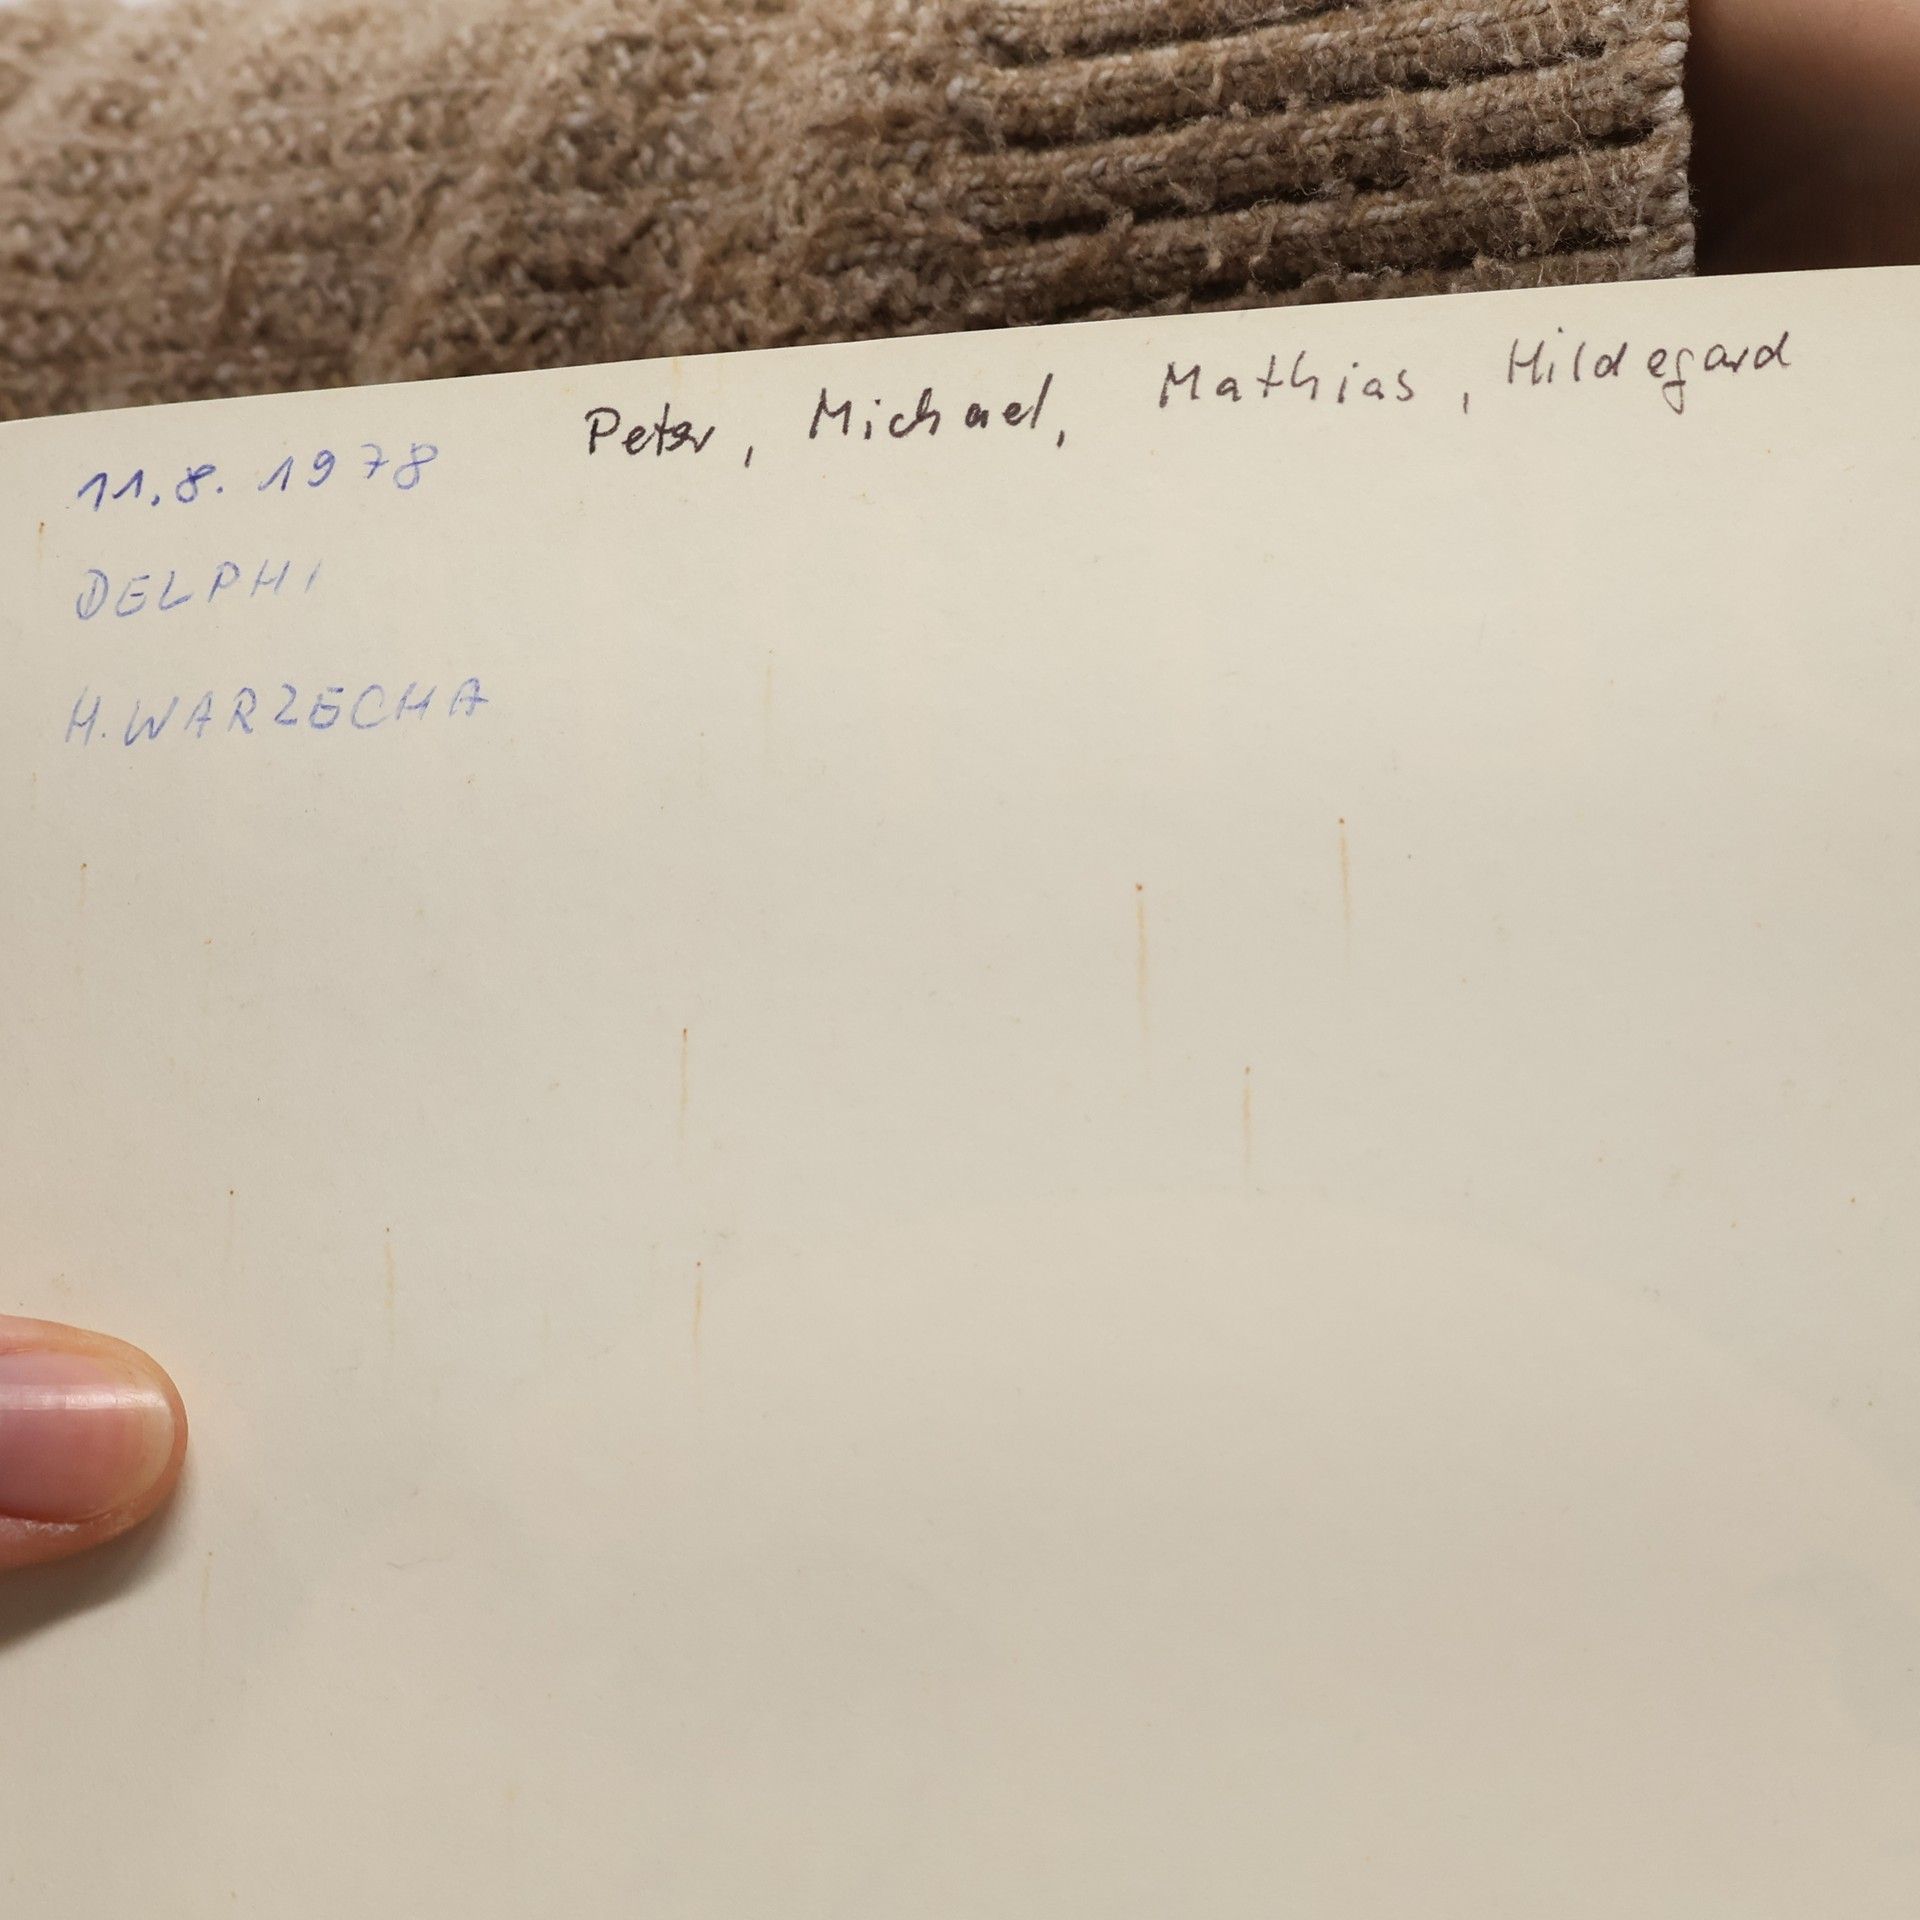 Peter, Michael, Mathias, Hildegard
11.8.1978
DELPHI
H.WARZECHA